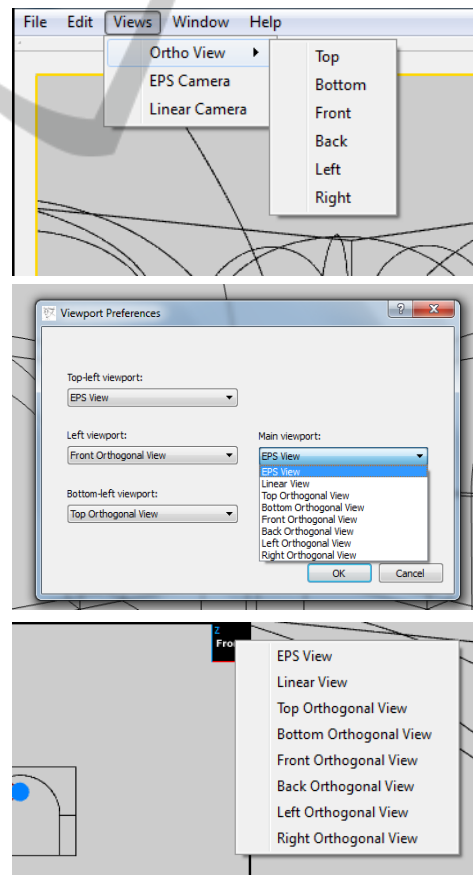 File Edit Views Window Help
Ortho View
EPS Camera
Linear Camera
Top
Bottom
Front
Back
Left
Right
Viewport Preferences
Top-left viewport:
EPS View
Left viewport:
Front Orthogonal View
Bottom-left viewport:
Top Orthogonal View
Main viewport:
EPS View
EPS View
Linear View
Top Orthogonal View
Bottom Orthogonal View
Front Orthogonal View
Back Orthogonal View
Left Orthogonal View
Right Orthogonal View
OK Cancel
Z
Fro
EPS View
Linear View
Top Orthogonal View
Bottom Orthogonal View
Front Orthogonal View
Back Orthogonal View
Left Orthogonal View
Right Orthogonal View